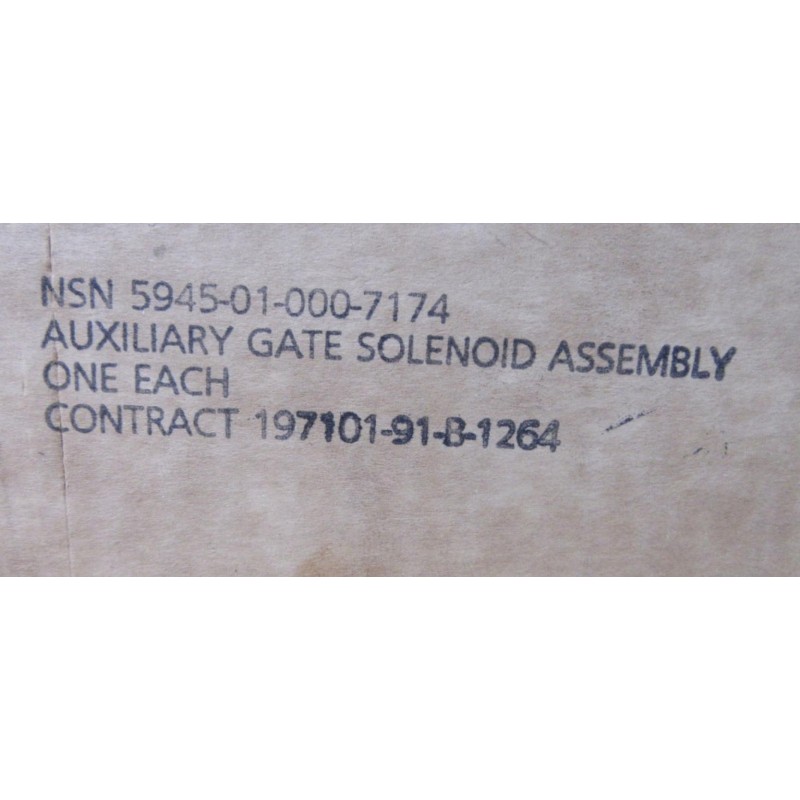 NSN 5945-01-000-7174
AUXILIARY GATE SOLENOID ASSEMBLY
ONE EACH
CONTRACT 197101-91-B-1264